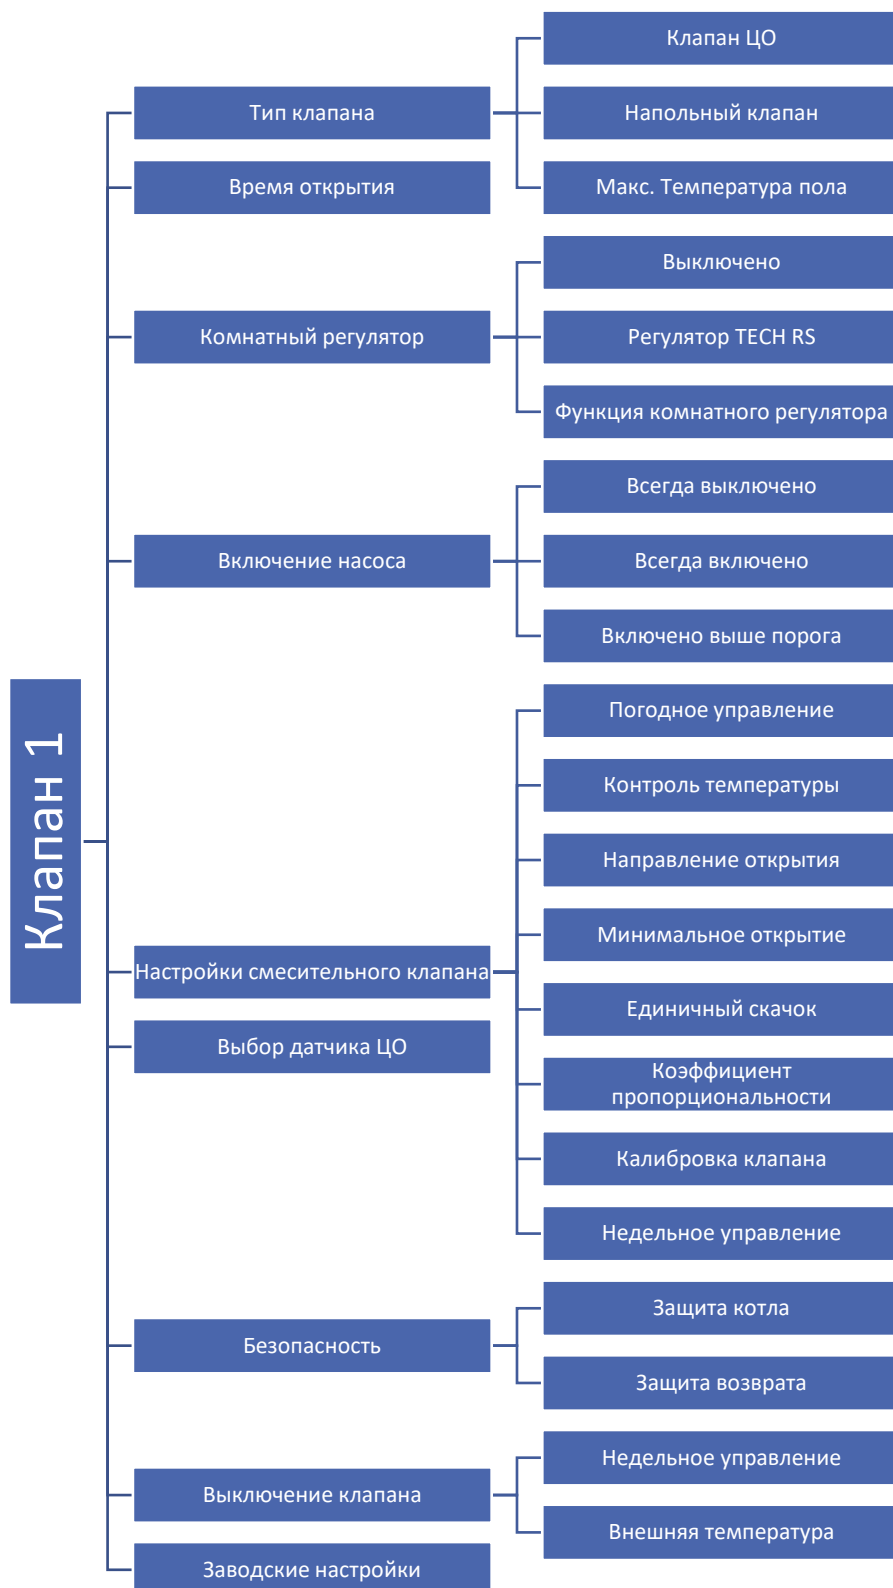 Клапан 1
Тип клапана
Клапан ЦО
Напольный клапан
Макс. Температура пола
Время открытия
Комнатный регулятор
Выключено
Регулятор TECH RS
Функция комнатного регулятора
Включение насоса
Всегда выключено
Всегда включено
Включено выше порога
Настройки смесительного клапана
Погодное управление
Контроль температуры
Направление открытия
Минимальное открытие
Единичный скачок
Коэффициент
пропорциональности
Калибровка клапана
Недельное управление
Выбор датчика ЦО
Безопасность
Защита котла
Защита возврата
Выключение клапана
Недельное управление
Внешняя температура
Заводские настройки